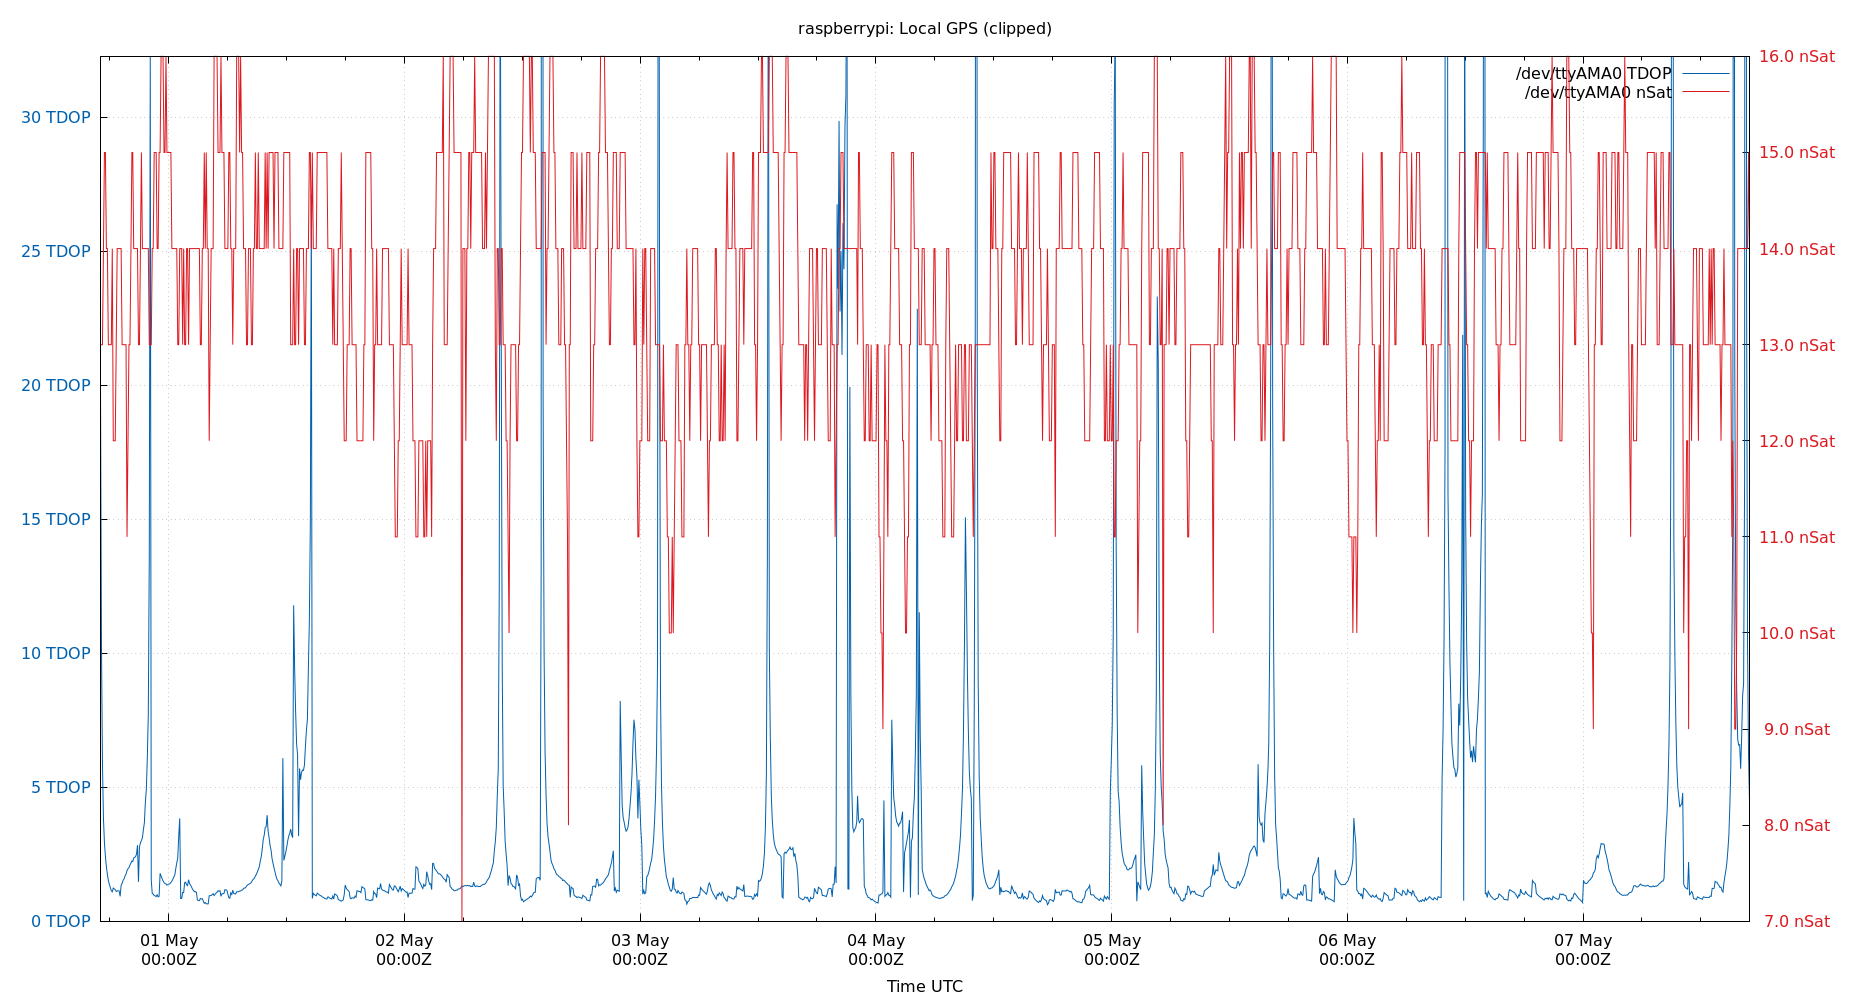 raspberrypi: Local GPS (clipped)
/dev/ttyAMA0 TDOP
/dev/ttyAMA0 nSat
30 TDOP
25 TDOP
20 TDOP
15 TDOP
10 TDOP
5 TDOP
0 TDOP
16.0 nSat
15.0 nSat
14.0 nSat
13.0 nSat
12.0 nSat
11.0 nSat
10.0 nSat
9.0 nSat
8.0 nSat
7.0 nSat
01 May
00:00Z
02 May
00:00Z
03 May
00:00Z
04 May
00:00Z
05 May
00:00Z
06 May
00:00Z
07 May
00:00Z
Time UTC